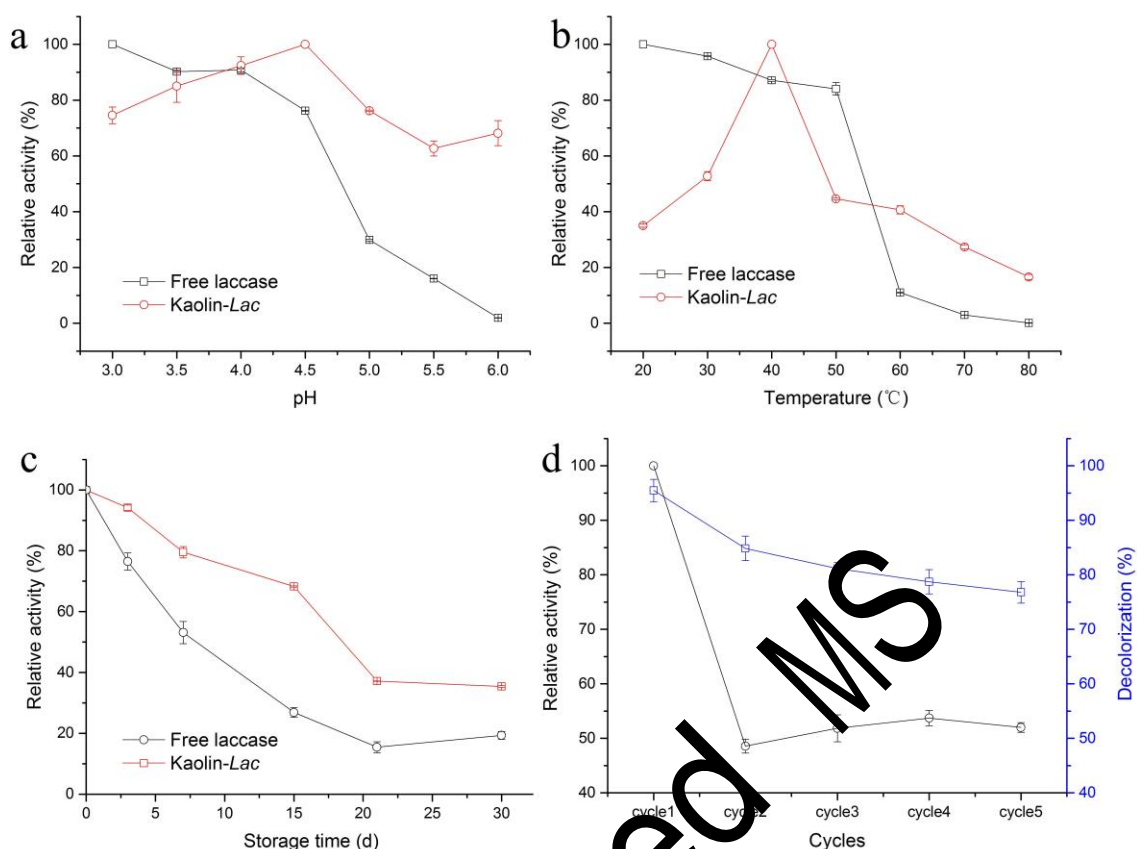 a
Relative activity (%)
100
80
60
40
20
0
Free laccase
Kaolin-Lac
3.0 3.5 4.0 4.5 5.0 5.5 6.0
pH
b
Relative activity (%)
100
80
60
40
20
0
Free laccase
Kaolin-Lac
20 30 40 50 60 70 80
Temperature (℃)
c
Relative activity (%)
100
80
60
40
20
0
Free laccase
Kaolin-Lac
0 5 10 15 20 25 30
Storage time (d)
d
Relative activity (%)
100
90
80
70
60
50
40
cycle1 cycle2 cycle3 cycle4 cycle5
Cycles
100
90
80
70
60
50
40
Decolorization (%)
ed MS